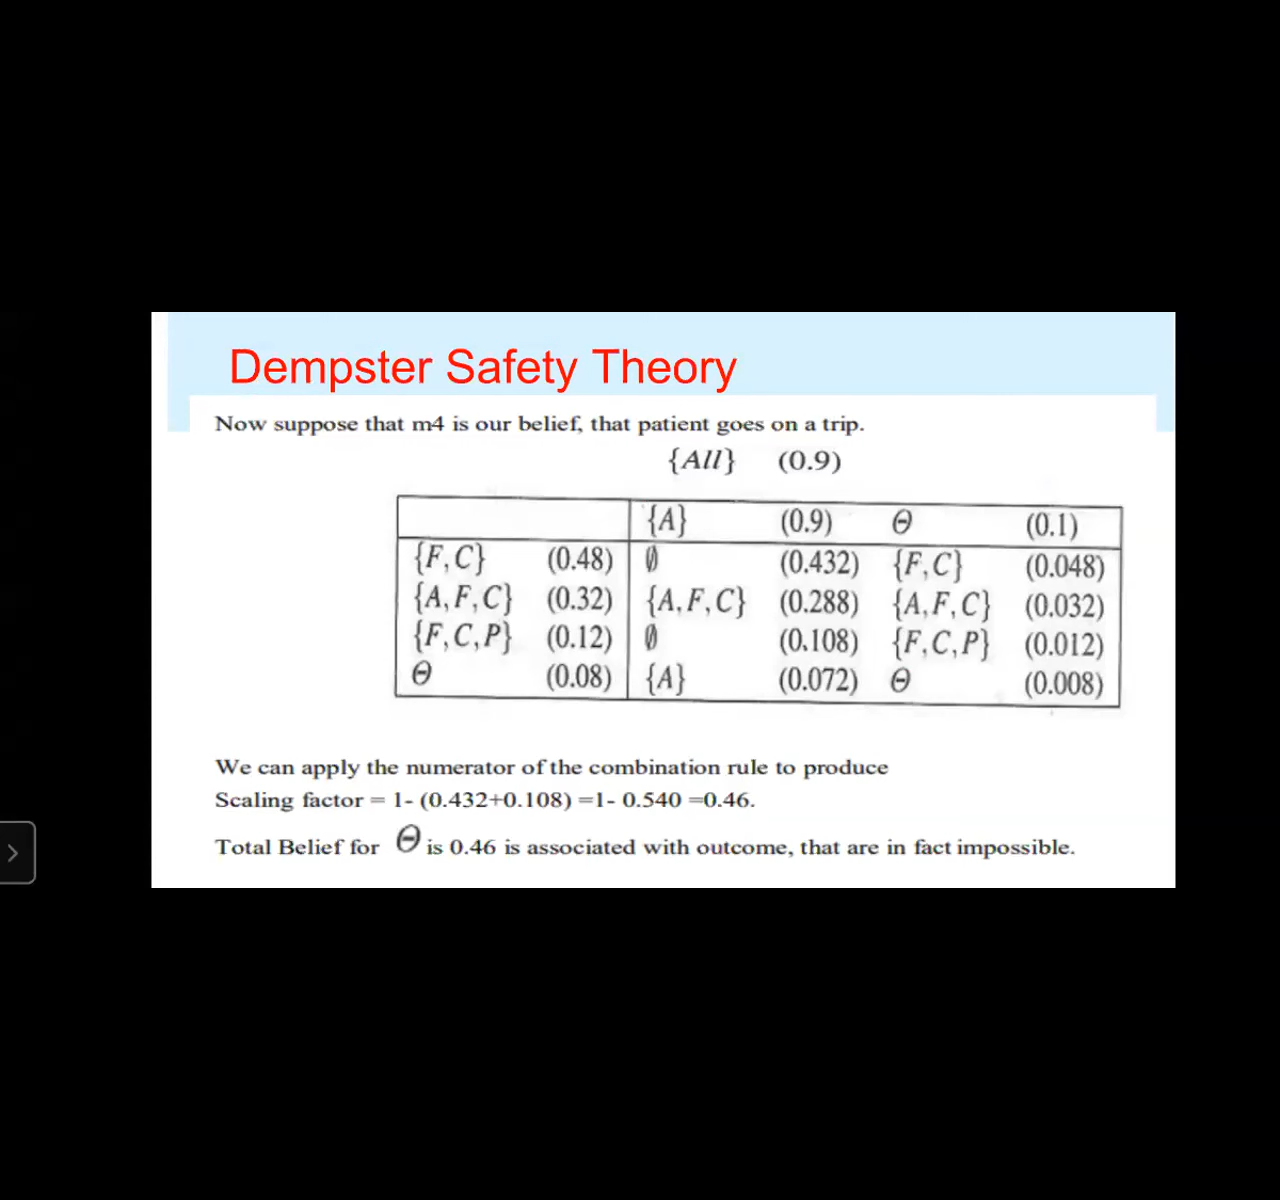 Dempster Safety Theory
Now suppose that m4 is our belief, that patient goes on a trip.
{All} (0.9)
{A} (0.9) Θ (0.1)
{F,C} (0.48) ∅ (0.432) {F,C} (0.048)
{A,F,C} (0.32) {A,F,C} (0.288) {A,F,C} (0.032)
{F,C,P} (0.12) ∅ (0.108) {F,C,P} (0.012)
Θ (0.08) {A} (0.072) Θ (0.008)
We can apply the numerator of the combination rule to produce
Scaling factor = 1- (0.432+0.108) =1- 0.540 =0.46.
Total Belief for Θ is 0.46 is associated with outcome, that are in fact impossible.